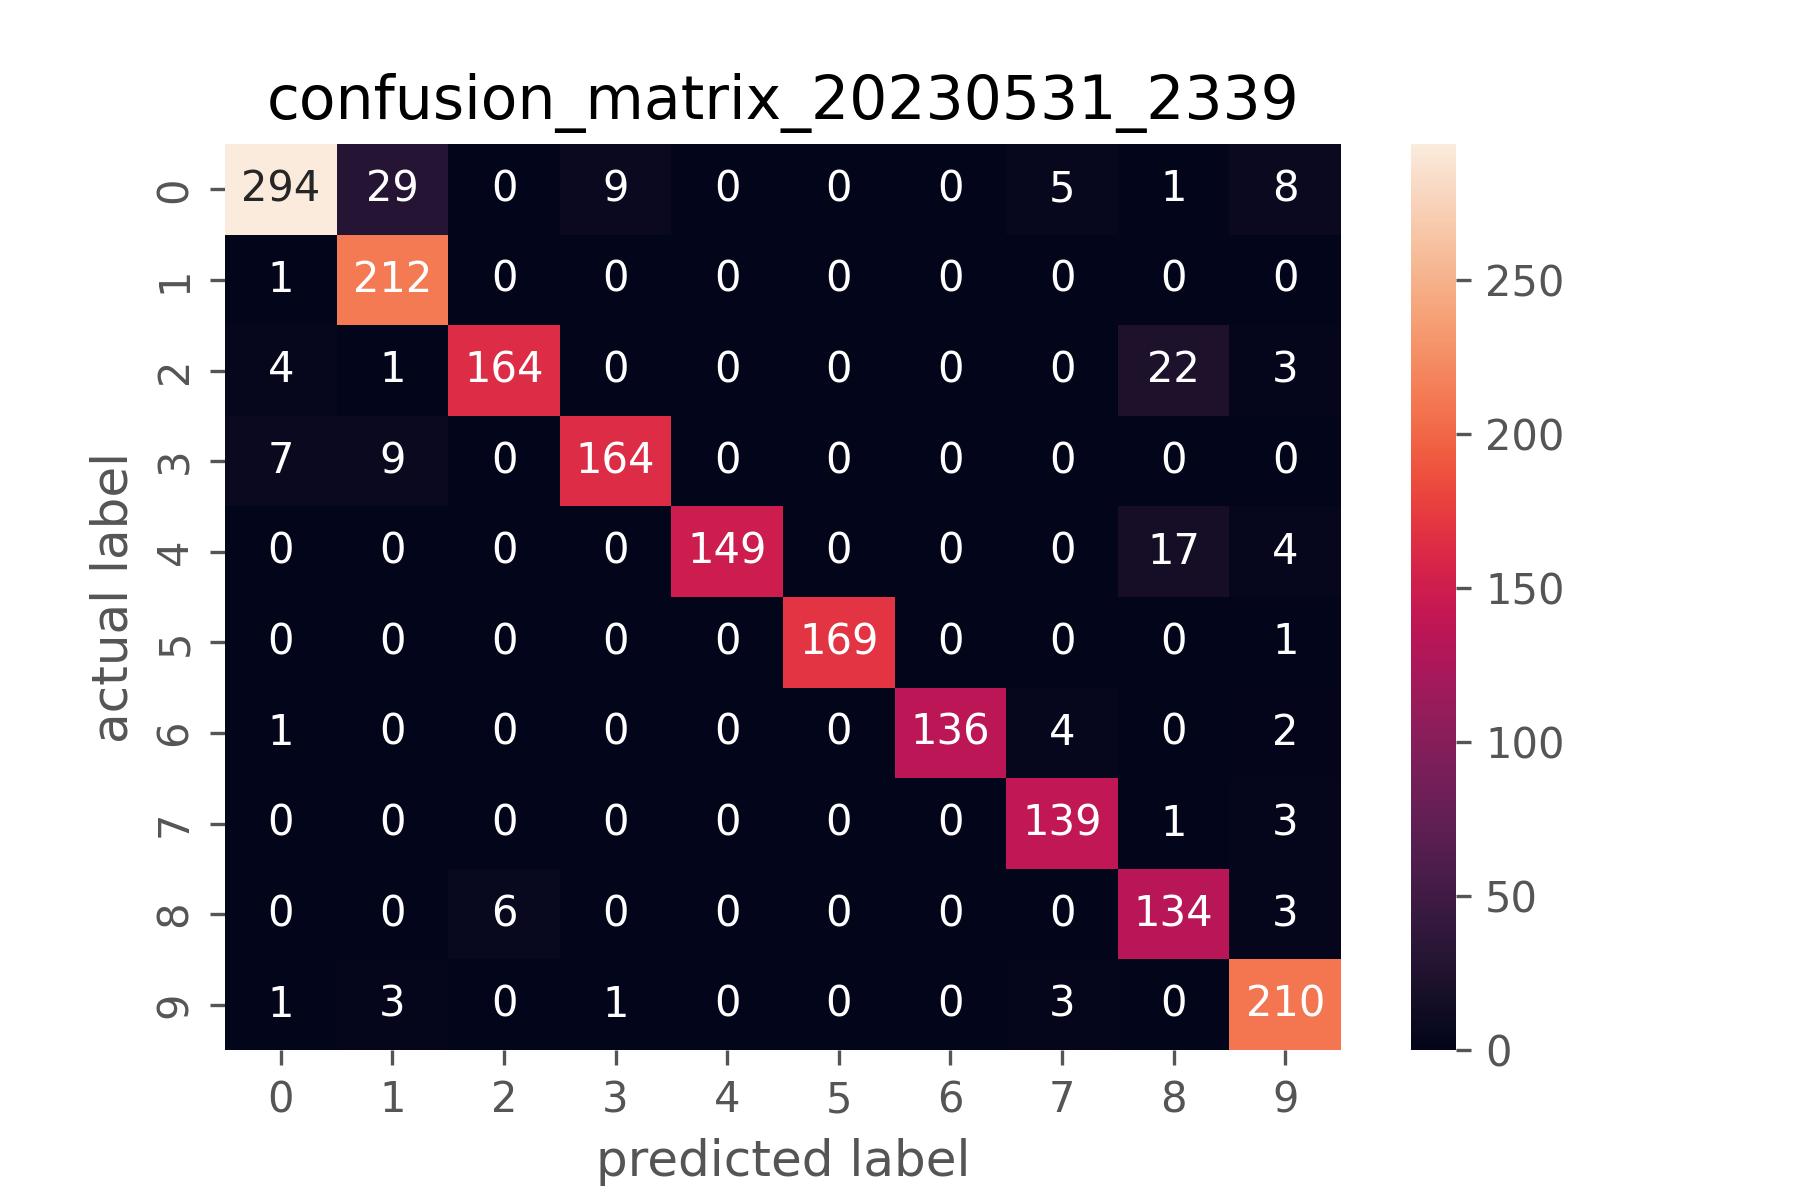 confusion_matrix_20230531_2339
actual label
0 294 29 0 9 0 0 0 5 1 8
1 1 212 0 0 0 0 0 0 0 0
2 4 1 164 0 0 0 0 0 22 3
3 7 9 0 164 0 0 0 0 0 0
4 0 0 0 0 149 0 0 0 17 4
5 0 0 0 0 0 169 0 0 0 1
6 1 0 0 0 0 0 136 4 0 2
7 0 0 0 0 0 0 0 139 1 3
8 0 0 6 0 0 0 0 0 134 3
9 1 3 0 1 0 0 0 3 0 210
0 1 2 3 4 5 6 7 8 9
predicted label
250
200
150
100
50
0